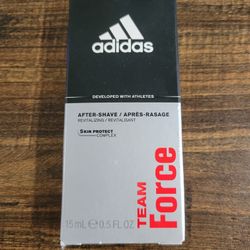 adidas
DEVELOPED WITH ATHLETES
AFTER-SHAVE / APRÈS-RASAGE
REVITALIZING / REVITALISANT
SKIN PROTECT
COMPLEX
TEAM
Force
15 mL ℮ 0.5 FL.OZ